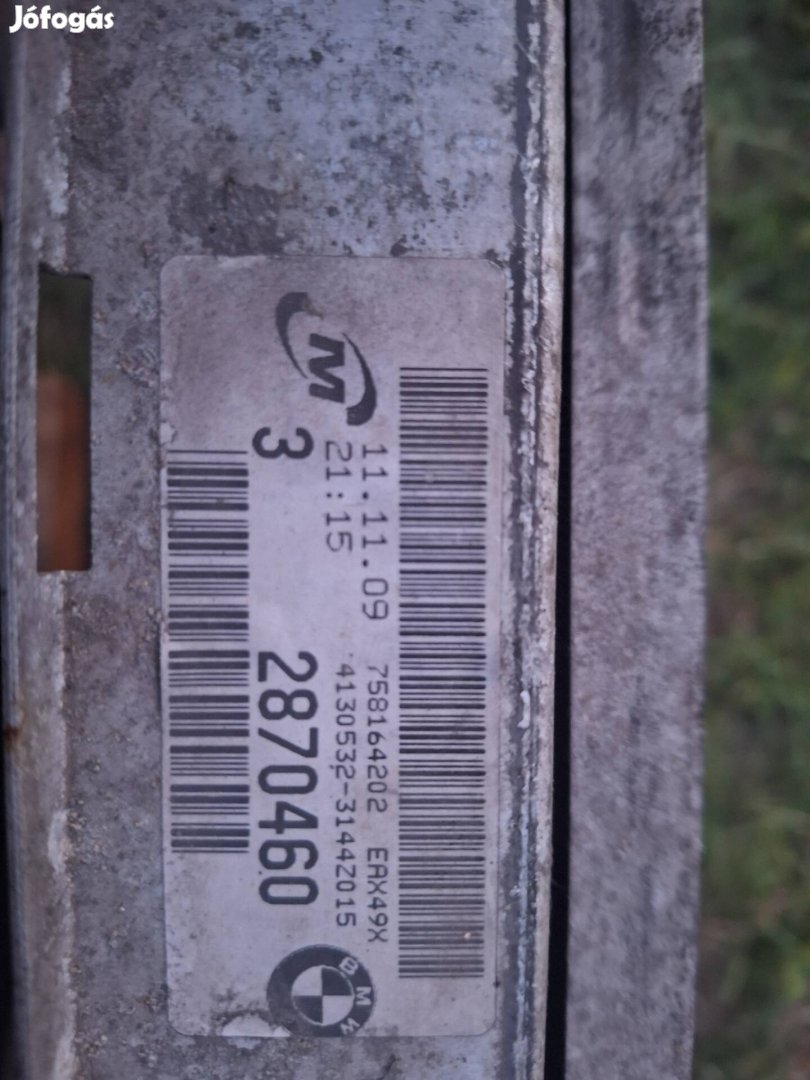 Jófogás
M
11.11.09 758164202 EAX49X
21:15 4130532-31442015
3 2870460
BMW